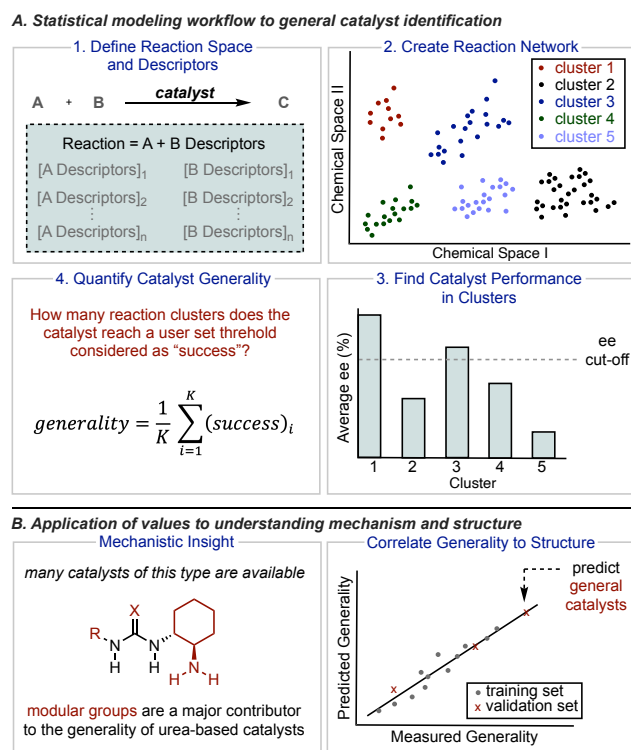 A. Statistical modeling workflow to general catalyst identification
1. Define Reaction Space
and Descriptors
A + B catalyst C
Reaction = A + B Descriptors
[A Descriptors]1 [B Descriptors]1
[A Descriptors]2 [B Descriptors]2
⋮ ⋮
[A Descriptors]n [B Descriptors]n
2. Create Reaction Network
cluster 1
cluster 2
cluster 3
cluster 4
cluster 5
Chemical Space II
Chemical Space I
4. Quantify Catalyst Generality
How many reaction clusters does the
catalyst reach a user set threhold
considered as “success”?
generality = 1/K ∑ i=1 K (success)i
3. Find Catalyst Performance
in Clusters
Average ee (%)
ee
cut-off
1 2 3 4 5
Cluster
B. Application of values to understanding mechanism and structure
Mechanistic Insight
many catalysts of this type are available
X
R N N
H H
H N H
modular groups are a major contributor
to the generality of urea-based catalysts
Correlate Generality to Structure
predict
general
catalysts
Predicted Generality
training set
x validation set
Measured Generality